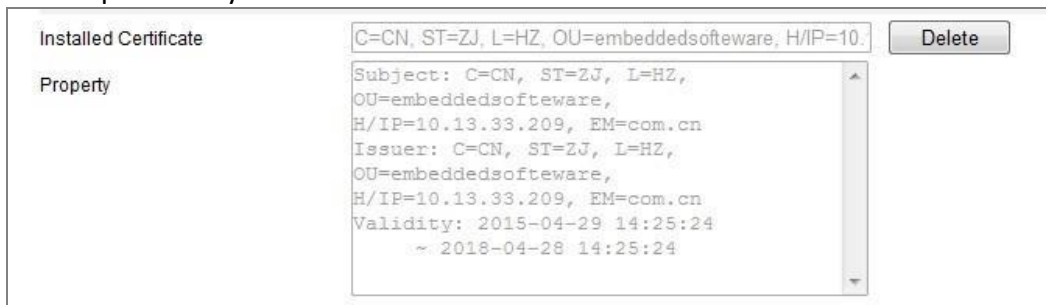 Installed Certificate
C=CN, ST=ZJ, L=HZ, OU=embeddedsofteware, H/IP=10.
Delete
Property
Subject: C=CN, ST=ZJ, L=HZ,
OU=embeddedsofteware,
H/IP=10.13.33.209, EM=com.cn
Issuer: C=CN, ST=ZJ, L=HZ,
OU=embeddedsofteware,
H/IP=10.13.33.209, EM=com.cn
Validity: 2015-04-29 14:25:24
~ 2018-04-28 14:25:24